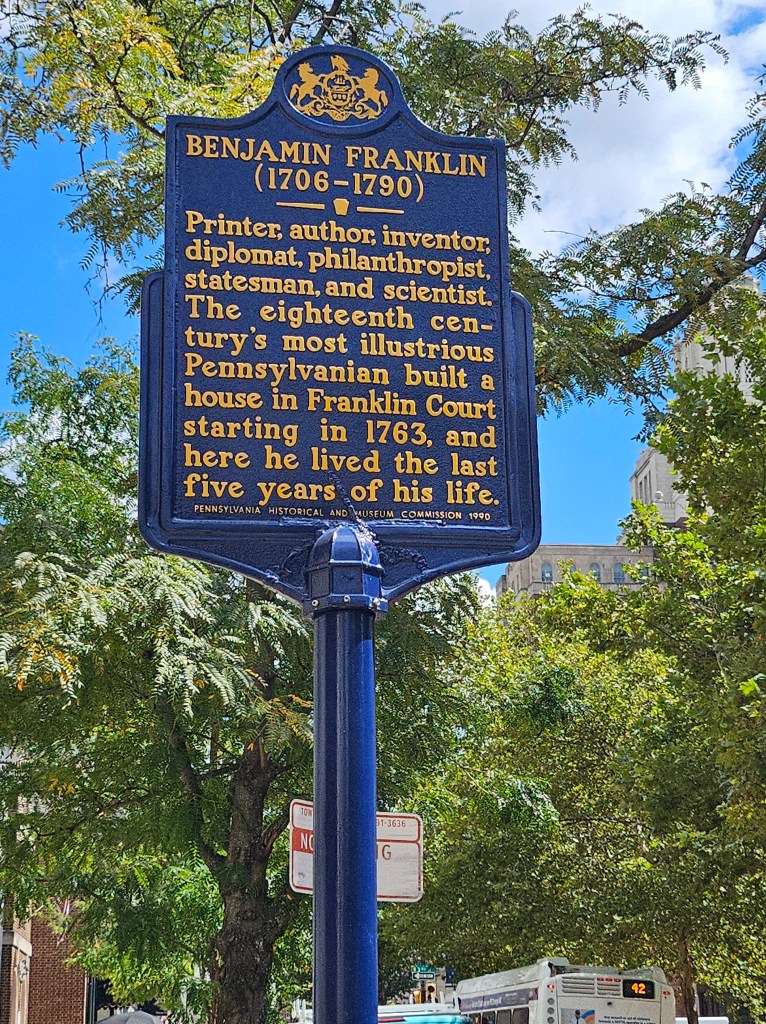 BENJAMIN FRANKLIN
(1706–1790)
Printer, author, inventor,
diplomat, philanthropist,
statesman, and scientist.
The eighteenth cen-
tury's most illustrious
Pennsylvanian built a
house in Franklin Court
starting in 1763, and
here he lived the last
five years of his life.
PENNSYLVANIA HISTORICAL AND MUSEUM COMMISSION 1990
42